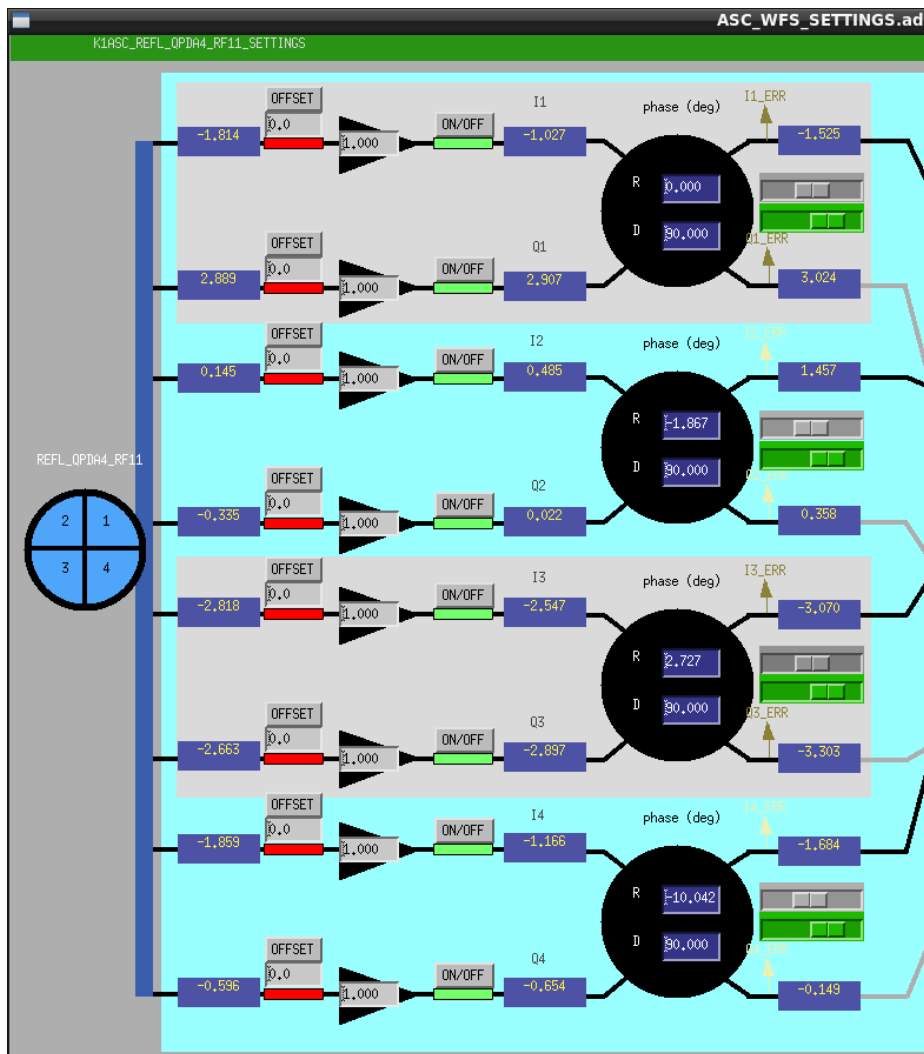 ASC_WFS_SETTINGS.ad
K1ASC_REFL_QPDA4_RF11_SETTINGS
OFFSET
0.0
-1.814
1.000
ON/OFF
I1
-1.027
phase (deg)
R 0.000
D 90.000
I1_ERR
-1.525
OFFSET
0.0
2.889
1.000
ON/OFF
Q1
2.907
Q1_ERR
3.024
OFFSET
0.0
0.145
1.000
ON/OFF
I2
0.485
phase (deg)
R -1.867
D 90.000
I2_ERR
1.457
OFFSET
0.0
-0.335
1.000
ON/OFF
Q2
0.022
0.358
REFL_QPDA4_RF11
2 1
3 4
OFFSET
0.0
-2.818
1.000
ON/OFF
I3
-2.547
phase (deg)
R 2.727
D 90.000
I3_ERR
-3.070
OFFSET
0.0
-2.663
1.000
ON/OFF
Q3
-2.897
Q3_ERR
-3.303
OFFSET
0.0
-1.859
1.000
ON/OFF
I4
-1.166
phase (deg)
R -10.042
D 90.000
I4_ERR
-1.684
OFFSET
0.0
-0.596
1.000
ON/OFF
Q4
-0.654
-0.149